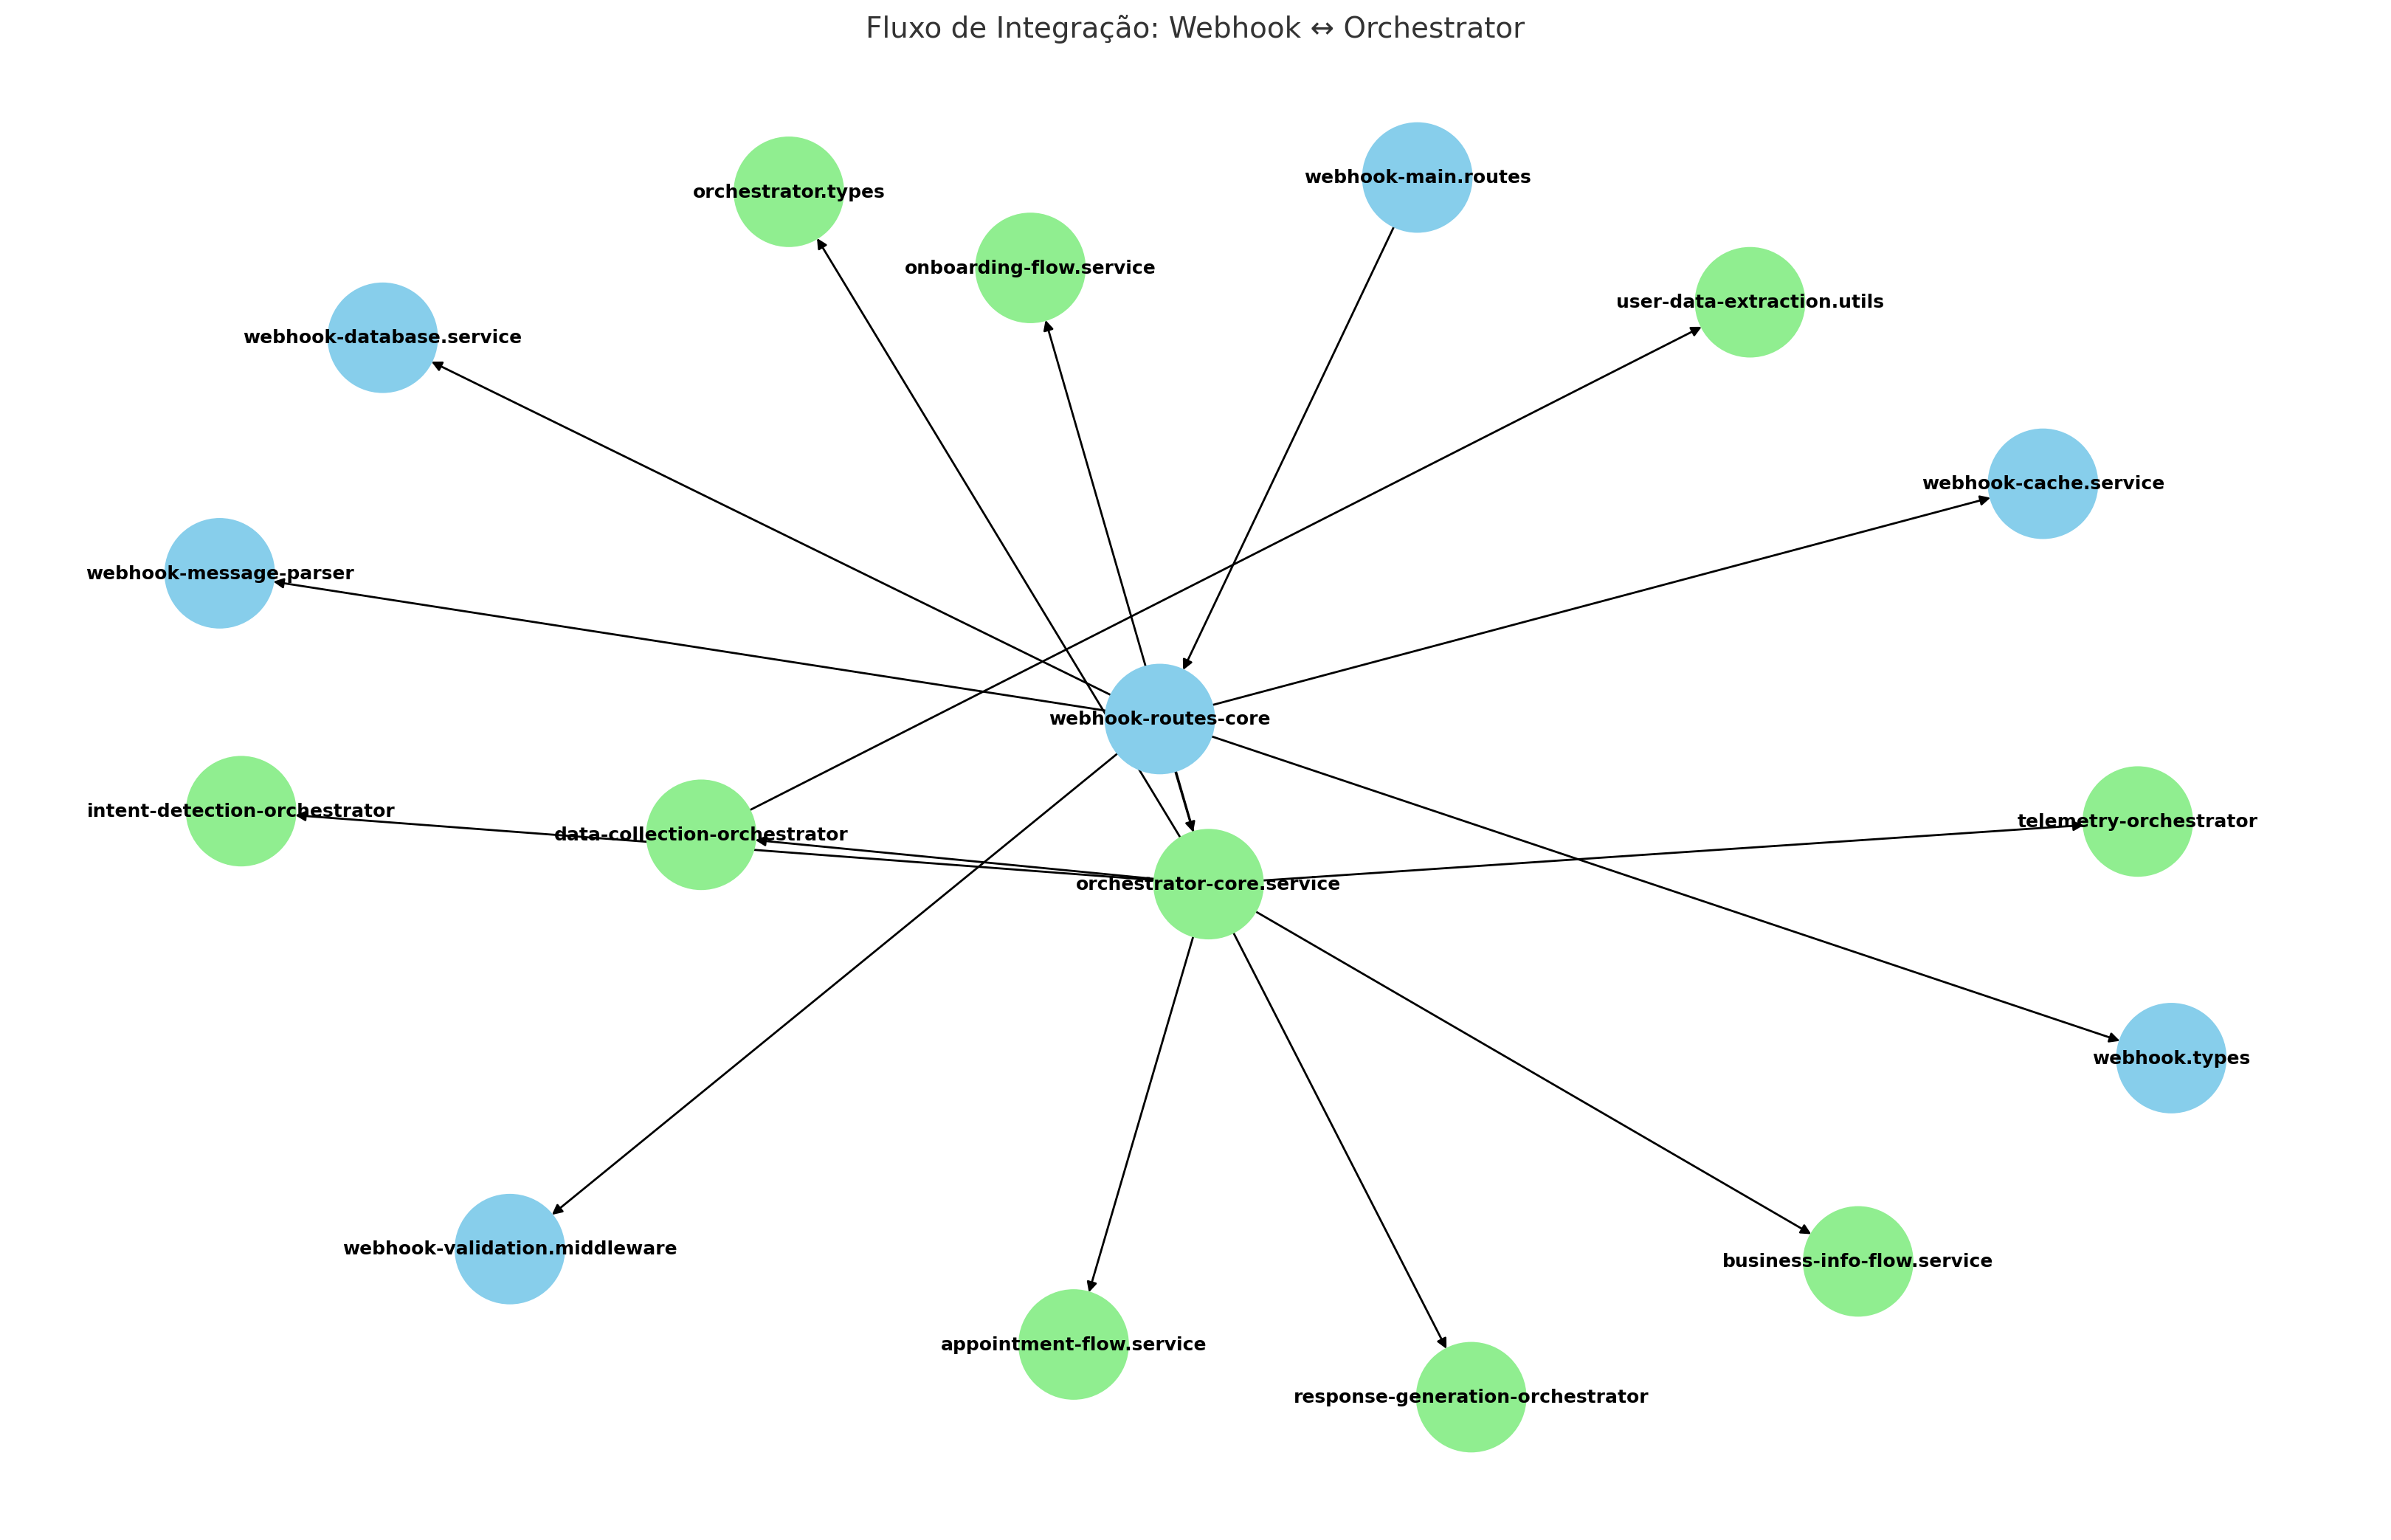 Fluxo de Integração: Webhook ↔ Orchestrator
webhook-main.routes
orchestrator.types
onboarding-flow.service
user-data-extraction.utils
webhook-database.service
webhook-cache.service
webhook-message-parser
webhook-routes-core
intent-detection-orchestrator
telemetry-orchestrator
data-collection-orchestrator
orchestrator-core.service
webhook.types
webhook-validation.middleware
business-info-flow.service
appointment-flow.service
response-generation-orchestrator